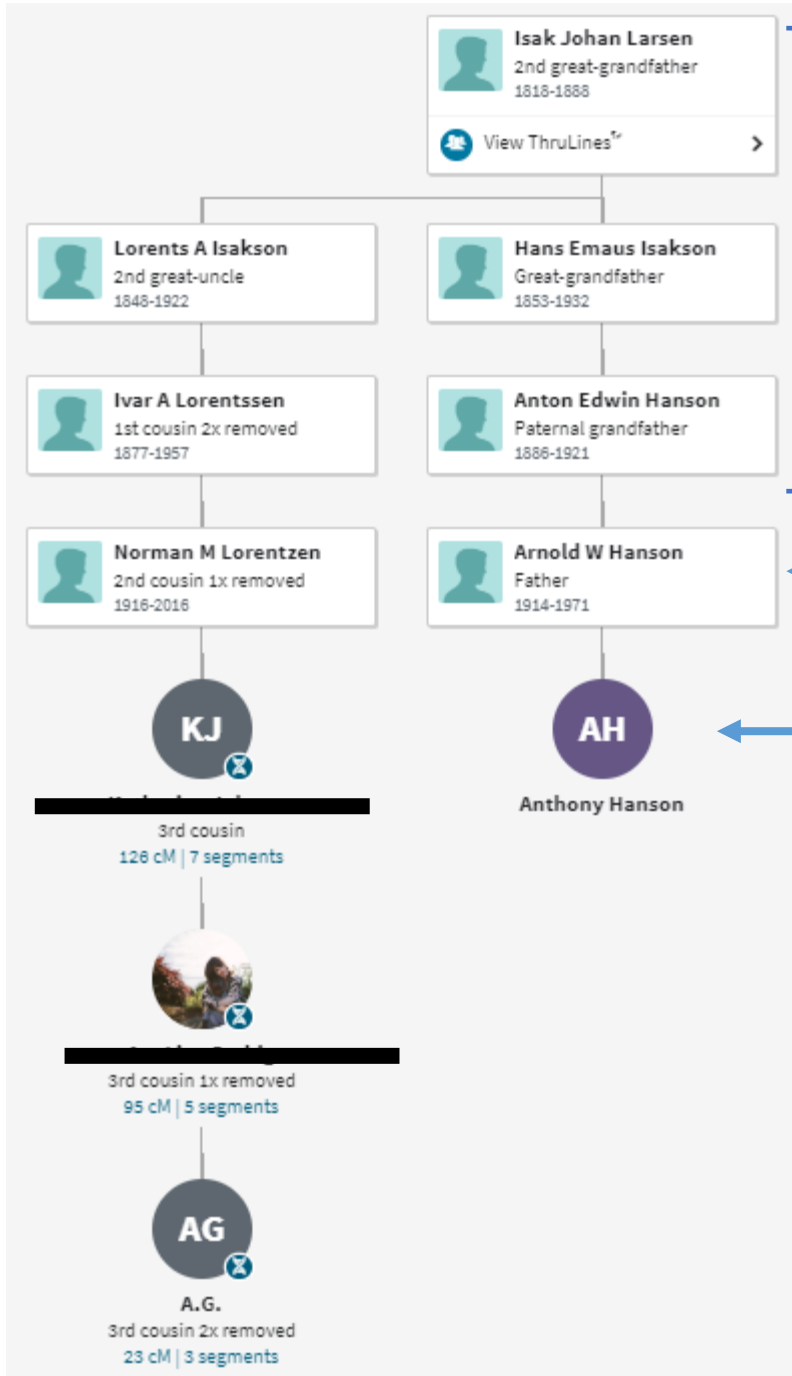 Isak Johan Larsen
2nd great-grandfather
1818-1888
View ThruLines
Lorents A Isakson
2nd great-uncle
1848-1922
Hans Emaus Isakson
Great-grandfather
1853-1932
Ivar A Lorentssen
1st cousin 2x removed
1877-1957
Anton Edwin Hanson
Paternal grandfather
1886-1921
Norman M Lorentzen
2nd cousin 1x removed
1916-2016
Arnold W Hanson
Father
1914-1971
KJ
3rd cousin
126 cM | 7 segments
AH
Anthony Hanson
3rd cousin 1x removed
95 cM | 5 segments
AG
A.G.
3rd cousin 2x removed
23 cM | 3 segments